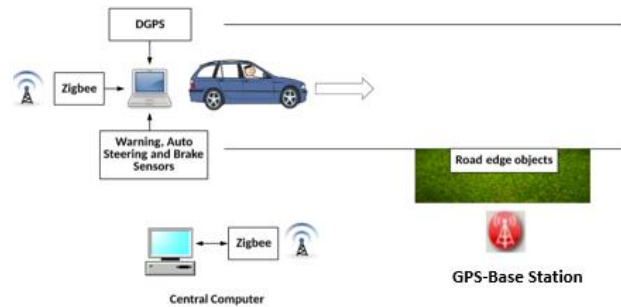 DGPS
Zigbee
Warning, Auto
Steering and Brake
Sensors
Road edge objects
Zigbee
GPS-Base Station
Central Computer